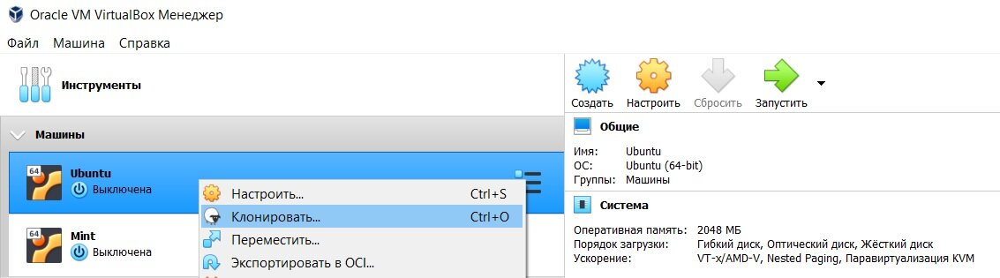 Oracle VM VirtualBox Менеджер
Файл Машина Справка
Инструменты
Создать Настроить Сбросить Запустить
Машины
64
Ubuntu
Выключена
Настроить... Ctrl+S
Клонировать... Ctrl+O
Переместить...
Экспортировать в OCI...
64
Mint
Выключена
Общие
Имя: Ubuntu
ОС: Ubuntu (64-bit)
Группы: Машины
Система
Оперативная память: 2048 МБ
Порядок загрузки: Гибкий диск, Оптический диск, Жёсткий диск
Ускорение: VT-x/AMD-V, Nested Paging, Паравиртуализация KVM